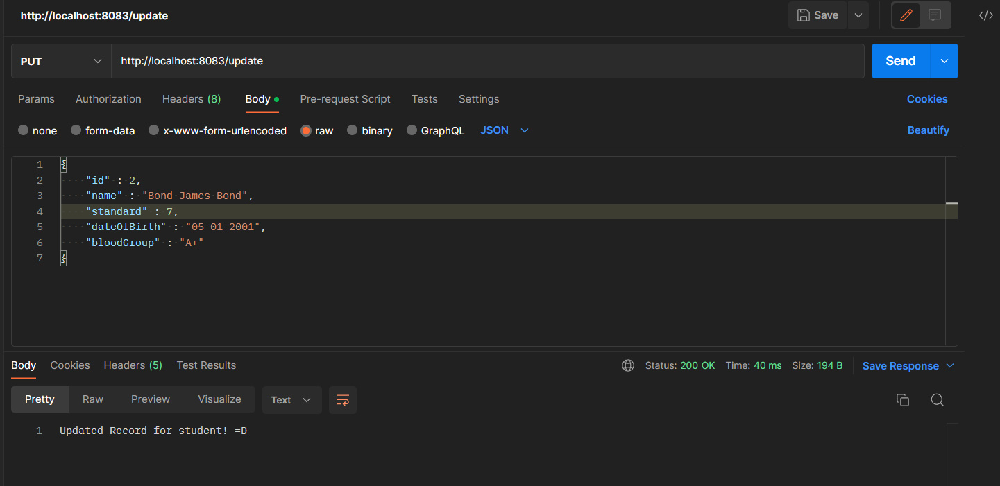 http://localhost:8083/update Save </>
PUT http://localhost:8083/update Send
Params Authorization Headers (8) Body Pre-request Script Tests Settings Cookies
none form-data x-www-form-urlencoded raw binary GraphQL JSON Beautify
1 {
2 "id" : 2,
3 "name" : "Bond James Bond",
4 "standard" : 7,
5 "dateOfBirth" : "05-01-2001",
6 "bloodGroup" : "A+"
7 }
Body Cookies Headers (5) Test Results Status: 200 OK Time: 40 ms Size: 194 B Save Response
Pretty Raw Preview Visualize Text
1 Updated Record for student! =D